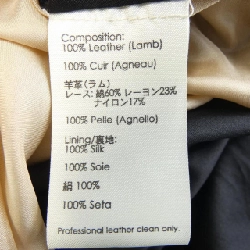 Composition:
100% Leather (Lamb)
100% Cuir (Agneau)
羊革(ラム)
レース: 綿60% レーヨン23%
ナイロン17%
100% Pelle (Agnello)
Lining/裏地:
100% Silk
100% Soie
絹 100%
100% Seta
Professional leather clean only.